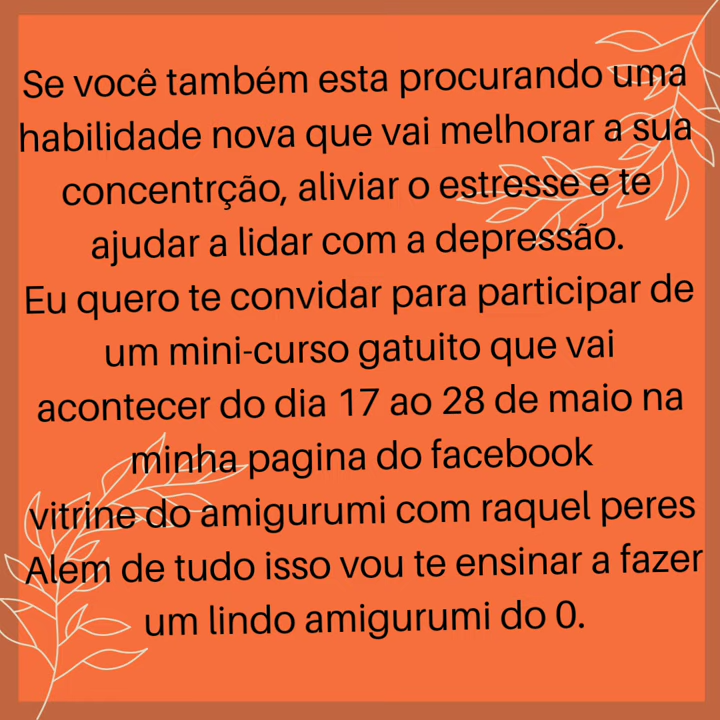 Se você também esta procurando uma
habilidade nova que vai melhorar a sua
concentrção, aliviar o estresse e te
ajudar a lidar com a depressão.
Eu quero te convidar para participar de
um mini-curso gatuito que vai
acontecer do dia 17 ao 28 de maio na
minha pagina do facebook
vitrine do amigurumi com raquel peres
Além de tudo isso vou te ensinar a fazer
um lindo amigurumi do 0.